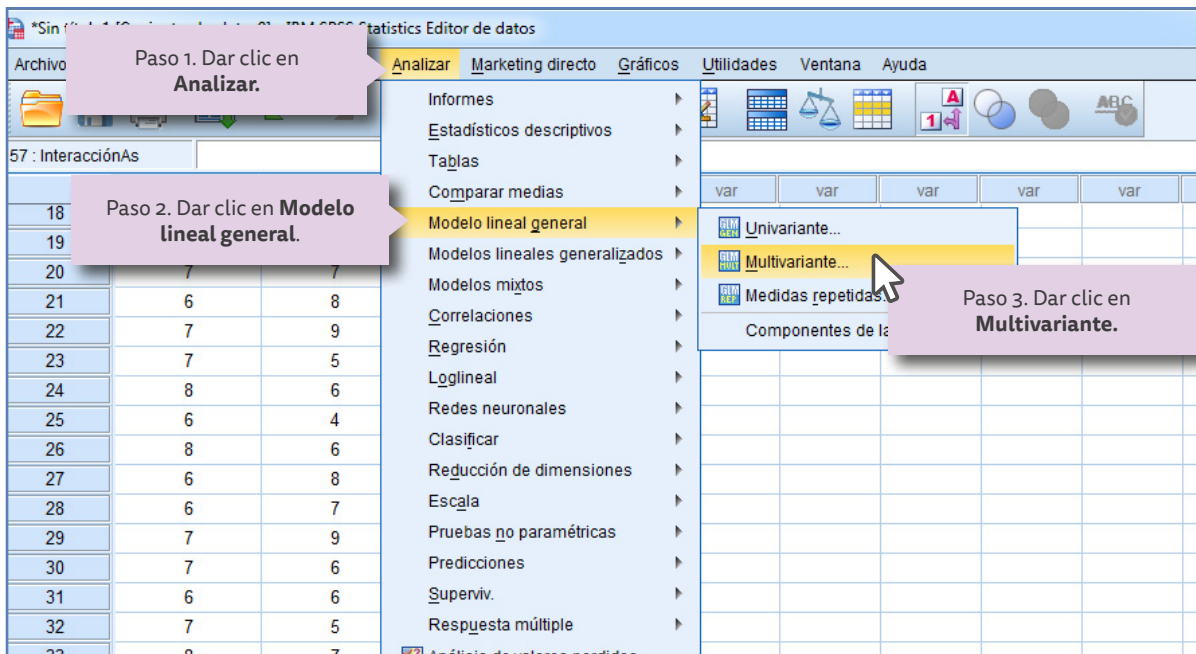 *Sin
Statistics Editor de datos
Archivo
Analizar Marketing directo Gráficos Utilidades Ventana Ayuda
Paso 1. Dar clic en
Analizar.
57 : InteracciónAs
Informes
Estadísticos descriptivos
Tablas
Comparar medias
Modelo lineal general
Modelos lineales generalizados
Modelos mixtos
Correlaciones
Regresión
Loglineal
Redes neuronales
Clasificar
Reducción de dimensiones
Escala
Pruebas no paramétricas
Predicciones
Superviv.
Respuesta múltiple
Paso 2. Dar clic en Modelo
lineal general.
var var var var var
Univariante...
Multivariante...
Medidas repetidas.
Componentes de la
Paso 3. Dar clic en
Multivariante.
A
1
ABC
18
19
20 7 7
21 6 8
22 7 9
23 7 5
24 8 6
25 6 4
26 8 6
27 6 8
28 6 7
29 7 9
30 7 6
31 6 6
32 7 5